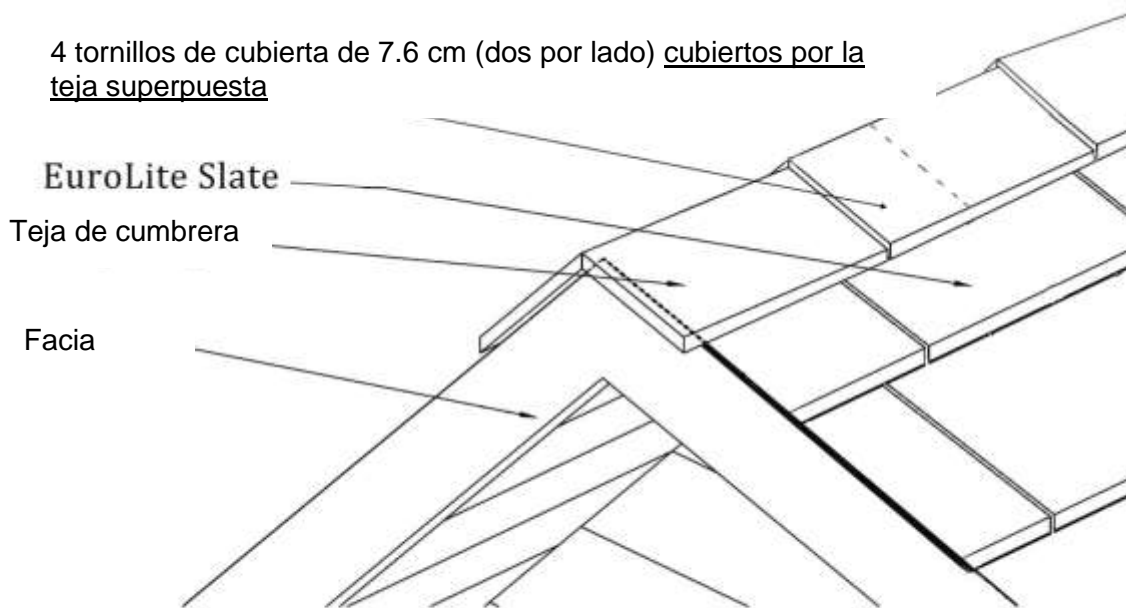 4 tornillos de cubierta de 7.6 cm (dos por lado) cubiertos por la
teja superpuesta
EuroLite Slate
Teja de cumbrera
Facia